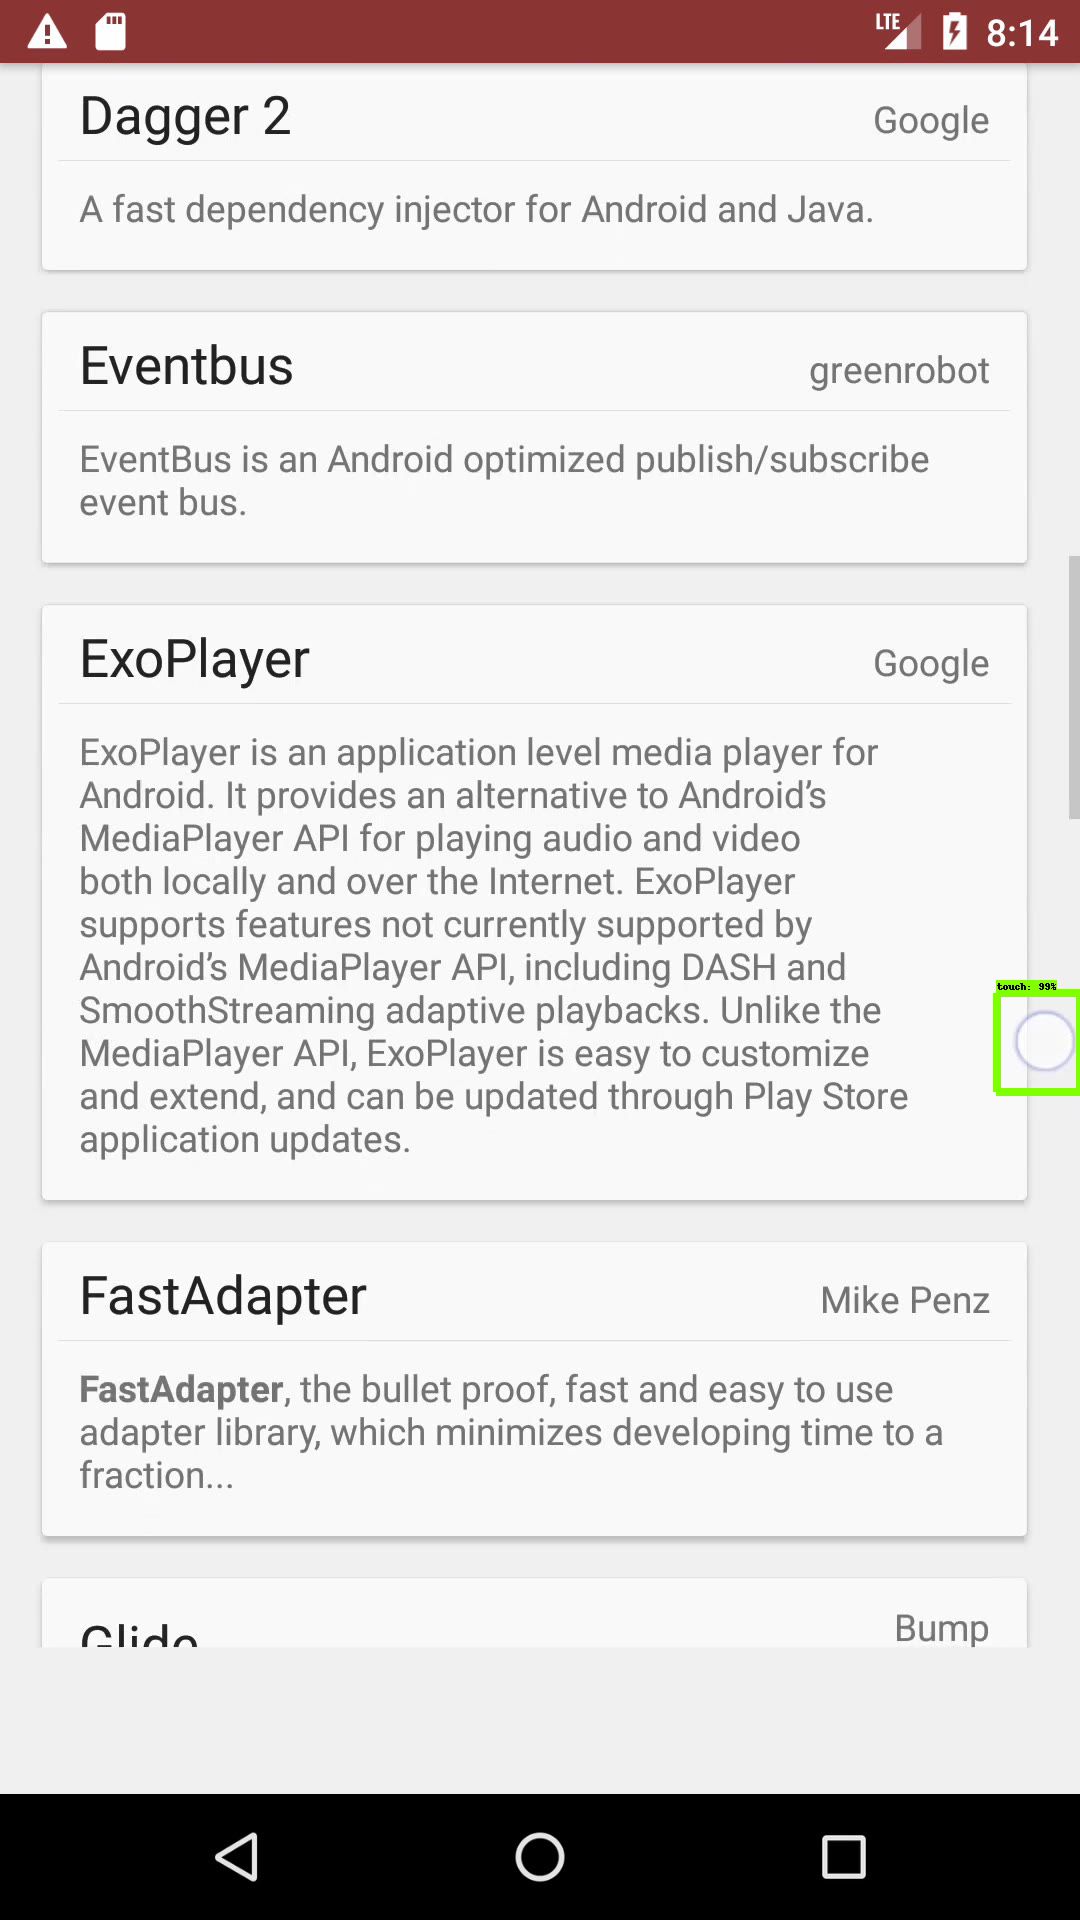 LTE 8:14
Dagger 2 Google
A fast dependency injector for Android and Java.
Eventbus greenrobot
EventBus is an Android optimized publish/subscribe
event bus.
ExoPlayer Google
ExoPlayer is an application level media player for
Android. It provides an alternative to Android’s
MediaPlayer API for playing audio and video
both locally and over the Internet. ExoPlayer
supports features not currently supported by
Android’s MediaPlayer API, including DASH and
SmoothStreaming adaptive playbacks. Unlike the
MediaPlayer API, ExoPlayer is easy to customize
and extend, and can be updated through Play Store
application updates.
touch: 99%
FastAdapter Mike Penz
FastAdapter, the bullet proof, fast and easy to use
adapter library, which minimizes developing time to a
fraction...
Glide Bump